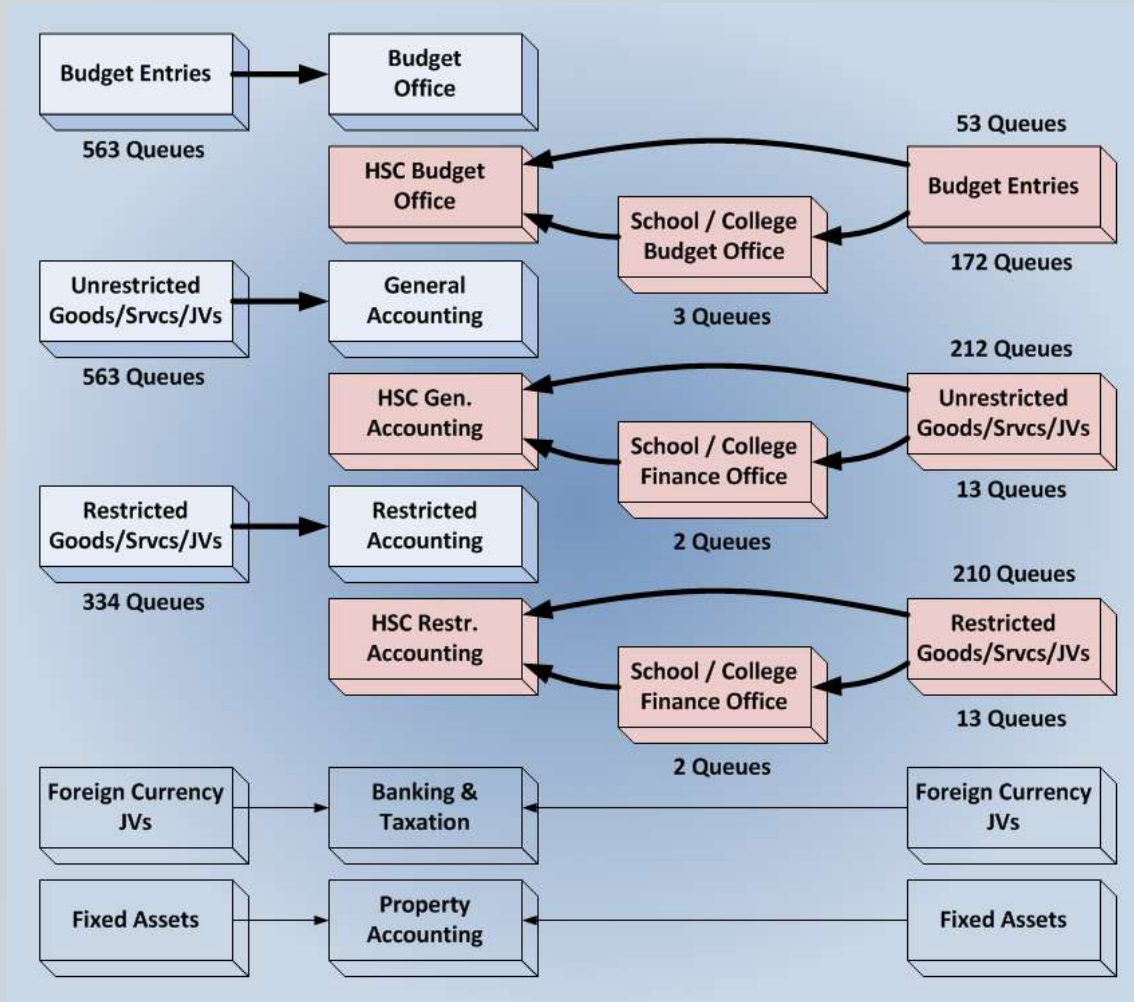 Budget Entries
563 Queues
Budget
Office
HSC Budget
Office
School / College
Budget Office
3 Queues
53 Queues
Budget Entries
172 Queues
Unrestricted
Goods/Srvcs/JVs
563 Queues
General
Accounting
HSC Gen.
Accounting
School / College
Finance Office
2 Queues
212 Queues
Unrestricted
Goods/Srvcs/JVs
13 Queues
Restricted
Goods/Srvcs/JVs
334 Queues
Restricted
Accounting
HSC Restr.
Accounting
School / College
Finance Office
2 Queues
210 Queues
Restricted
Goods/Srvcs/JVs
13 Queues
Foreign Currency
JVs
Banking &
Taxation
Foreign Currency
JVs
Fixed Assets
Property
Accounting
Fixed Assets